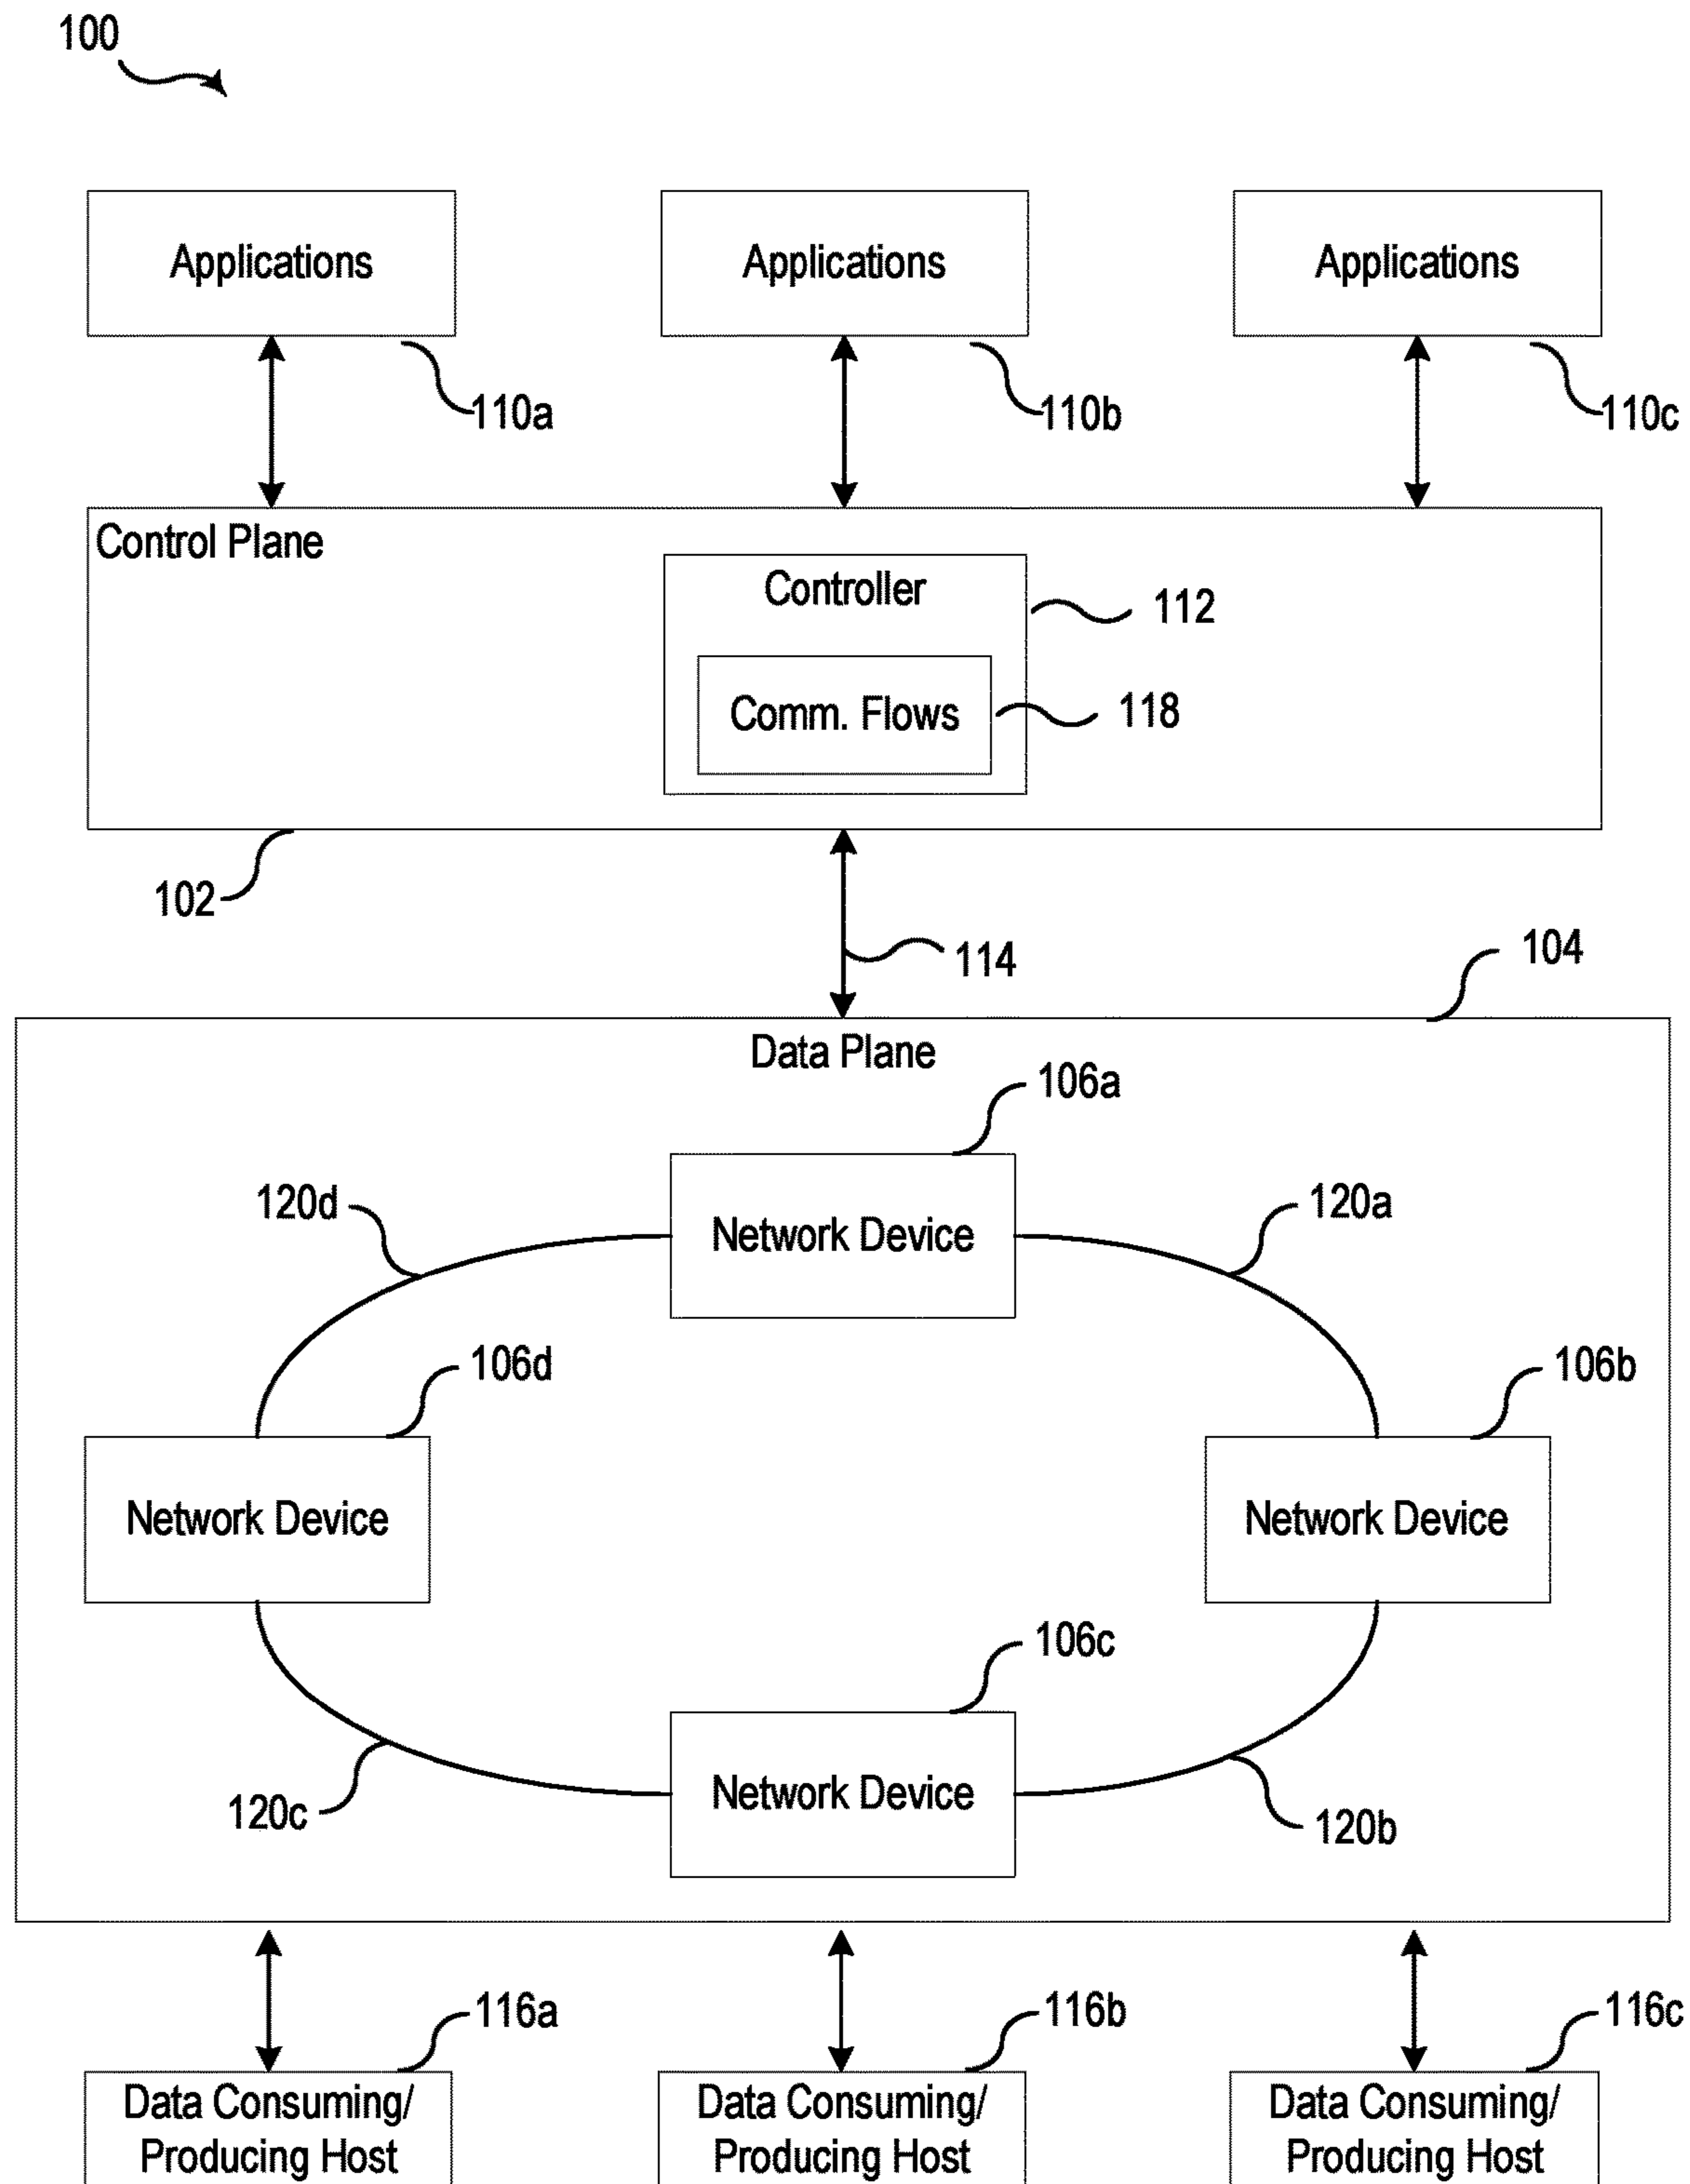 100
Applications
Applications
Applications
110a
110b
110c
Control Plane
Controller
112
Comm. Flows
118
102
114
104
Data Plane
106a
120d
120a
Network Device
106d
106b
Network Device
Network Device
106c
120c
Network Device
120b
116a
116b
116c
Data Consuming/
Producing Host
Data Consuming/
Producing Host
Data Consuming/
Producing Host